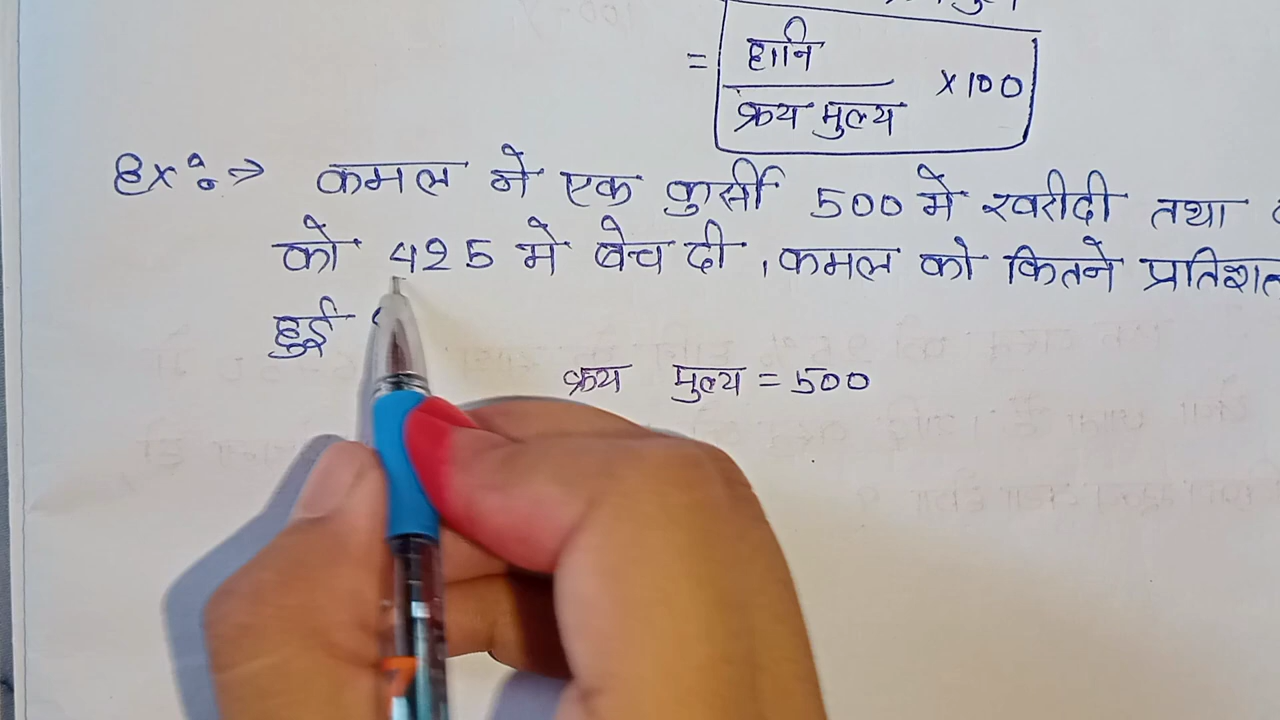 = हानि
क्रय मुल्य ×100
Ex:⇒ कमल ने एक कुर्सी 500 मे खरीदी तथा
को 425 मे बेच दी, कमल को कितने प्रतिशत
हुई
क्रय मुल्य = 500